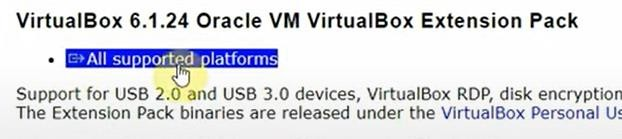 VirtualBox 6.1.24 Oracle VM VirtualBox Extension Pack
All supported platforms
Support for USB 2.0 and USB 3.0 devices, VirtualBox RDP, disk encryption
The Extension Pack binaries are released under the VirtualBox Personal Us